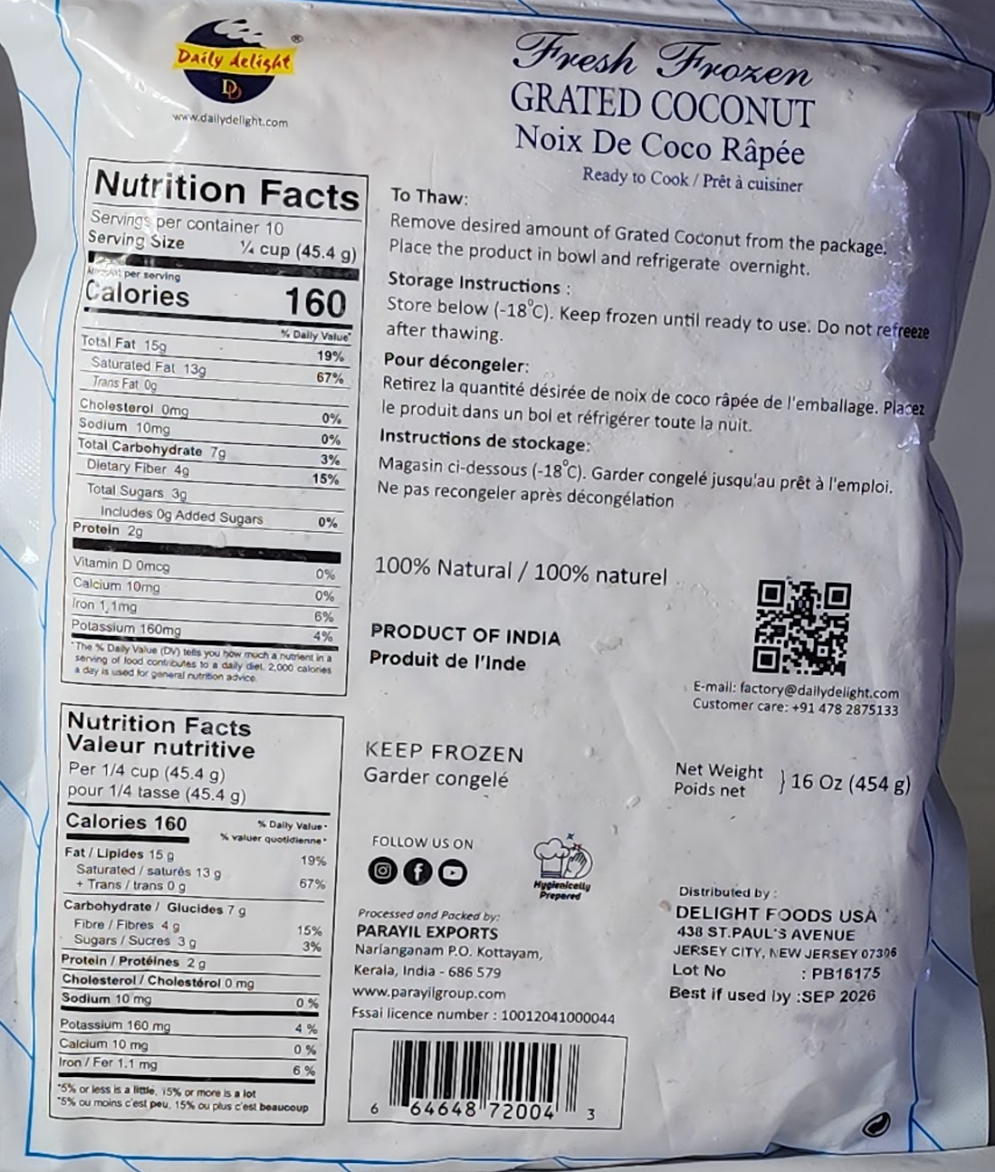 Daily delight
DD
www.dailydelight.com
Fresh Frozen
GRATED COCONUT
Noix De Coco Râpée
Ready to Cook / Prêt à cuisiner
Nutrition Facts
Servings per container 10
Serving Size ¼ cup (45.4 g)
Amount per serving
Calories 160
% Daily Value*
Total Fat 15g 19%
Saturated Fat 13g 67%
Trans Fat 0g
Cholesterol 0mg 0%
Sodium 10mg 0%
Total Carbohydrate 7g 3%
Dietary Fiber 4g 15%
Total Sugars 3g
Includes 0g Added Sugars 0%
Protein 2g
Vitamin D 0mcg 0%
Calcium 10mg 0%
Iron 1.1mg 6%
Potassium 160mg 4%
*The % Daily Value (DV) tells you how much a nutrient in a
serving of food contributes to a daily diet. 2,000 calories
a day is used for general nutrition advice.
Nutrition Facts
Valeur nutritive
Per 1/4 cup (45.4 g)
pour 1/4 tasse (45.4 g)
Calories 160 % Daily Value*
% valuer quotidienne*
Fat / Lipides 15 g 19%
Saturated / saturés 13 g
+ Trans / trans 0 g 67%
Carbohydrate / Glucides 7 g
Fibre / Fibres 4 g 15%
Sugars / Sucres 3 g 3%
Protein / Protéines 2 g
Cholesterol / Cholestérol 0 mg
Sodium 10 mg 0 %
Potassium 160 mg 4 %
Calcium 10 mg 0 %
Iron / Fer 1.1 mg 6 %
*5% or less is a little, 15% or more is a lot
*5% ou moins c'est peu, 15% ou plus c'est beaucoup
To Thaw:
Remove desired amount of Grated Coconut from the package.
Place the product in bowl and refrigerate overnight.
Storage Instructions :
Store below (-18°C). Keep frozen until ready to use. Do not refreeze
after thawing.
Pour décongeler:
Retirez la quantité désirée de noix de coco râpée de l'emballage. Placez
le produit dans un bol et réfrigérer toute la nuit.
Instructions de stockage:
Magasin ci-dessous (-18°C). Garder congelé jusqu'au prêt à l'emploi.
Ne pas recongeler après décongélation
100% Natural / 100% naturel
PRODUCT OF INDIA
Produit de l'Inde
E-mail: factory@dailydelight.com
Customer care: +91 478 2875133
KEEP FROZEN
Garder congelé
Net Weight
Poids net } 16 Oz (454 g)
FOLLOW US ON
Hygienically
Prepared
Processed and Packed by:
PARAYIL EXPORTS
Narianganam P.O. Kottayam,
Kerala, India - 686 579
www.parayilgroup.com
Fssai licence number : 10012041000044
Distributed by :
DELIGHT FOODS USA
438 ST.PAUL'S AVENUE
JERSEY CITY, NEW JERSEY 07306
Lot No : PB16175
Best if used by :SEP 2026
6 64648 72004 3